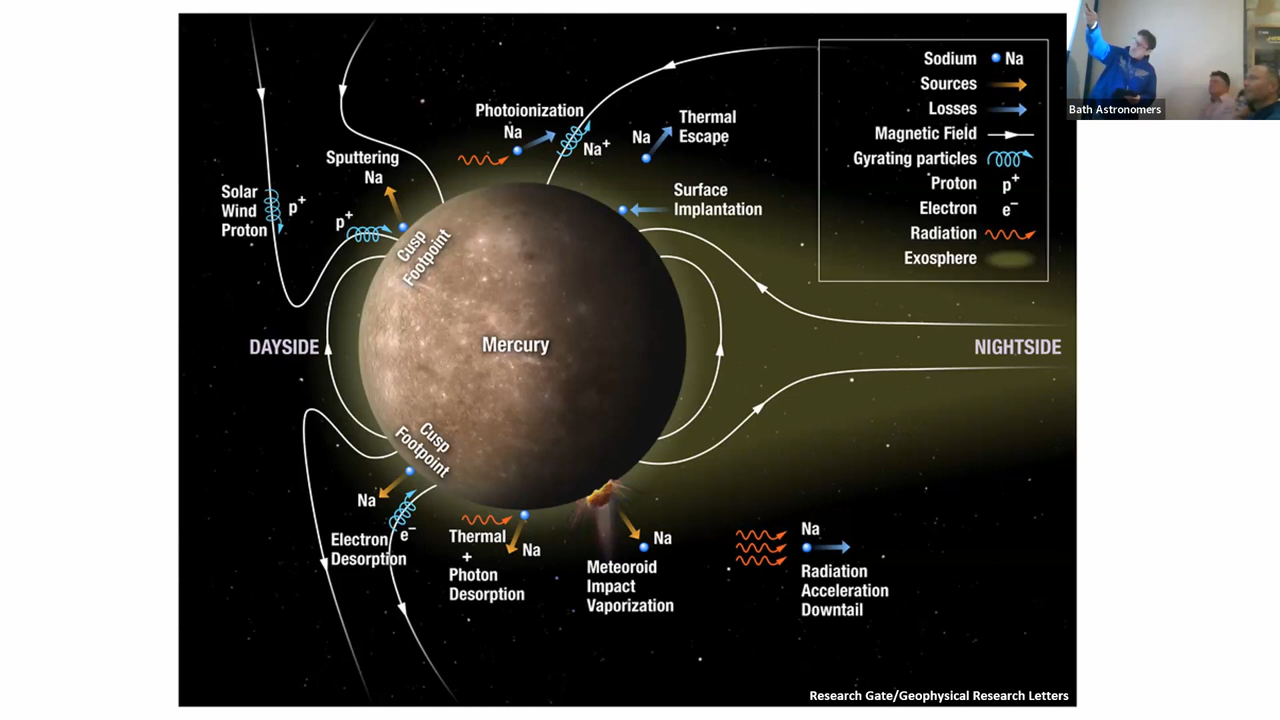 Sodium Na
Sources
Losses
Magnetic Field
Gyrating particles
Proton p⁺
Electron e⁻
Radiation
Exosphere
Bath Astronomers
Photoionization
Na
Na⁺
Na
Thermal
Escape
Sputtering
Na
Solar
Wind
Proton
p⁺
p⁺
Surface
Implantation
Cusp
Footpoint
DAYSIDE
Mercury
NIGHTSIDE
Cusp
Footpoint
Na
e⁻
Electron
Desorption
Thermal
+
Photon
Desorption
Na
Na
Meteoroid
Impact
Vaporization
Na
Radiation
Acceleration
Downtail
Research Gate/Geophysical Research Letters